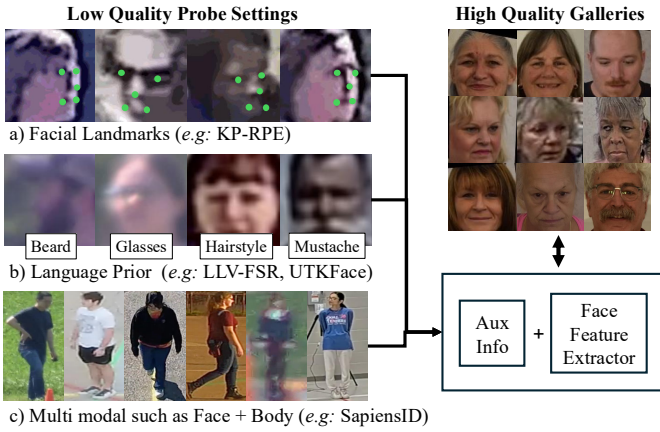 Low Quality Probe Settings
High Quality Galleries
a) Facial Landmarks (e.g: KP-RPE)
Beard
Glasses
Hairstyle
Mustache
b) Language Prior (e.g: LLV-FSR, UTKFace)
c) Multi modal such as Face + Body (e.g: SapiensID)
Aux
Info
+
Face
Feature
Extractor